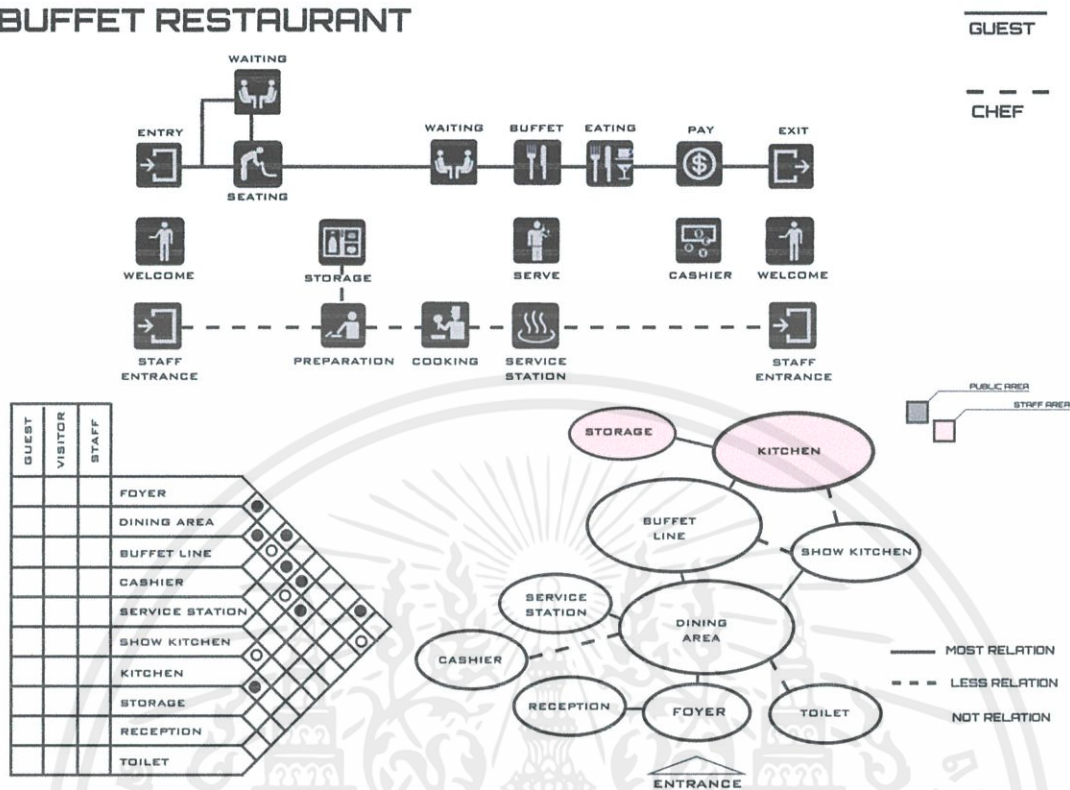 BUFFET RESTAURANT
GUEST
CHEF
WAITING
ENTRY
SEATING
WAITING
BUFFET
EATING
PAY
EXIT
WELCOME
STORAGE
SERVE
CASHIER
WELCOME
STAFF
ENTRANCE
PREPARATION
COOKING
SERVICE
STATION
STAFF
ENTRANCE
PUBLIC AREA
STAFF AREA
GUEST
VISITOR
STAFF
FOYER
DINING AREA
BUFFET LINE
CASHIER
SERVICE STATION
SHOW KITCHEN
KITCHEN
STORAGE
RECEPTION
TOILET
STORAGE
KITCHEN
BUFFET
LINE
SHOW KITCHEN
SERVICE
STATION
DINING
AREA
CASHIER
RECEPTION
FOYER
TOILET
ENTRANCE
MOST RELATION
LESS RELATION
NOT RELATION